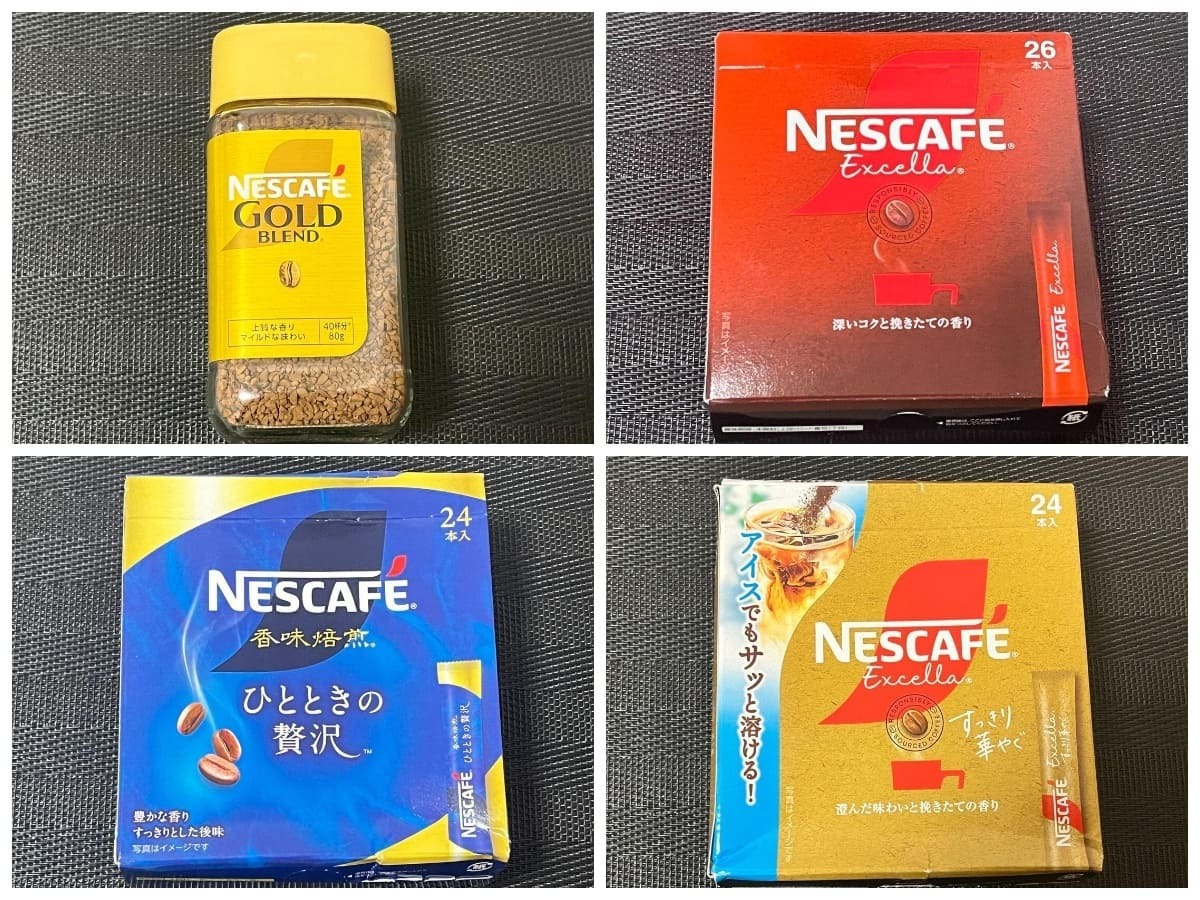 NESCAFÉ
GOLD
BLEND
上質な香り
マイルドな味わい
40杯分*
80g
26
本入
NESCAFÉ®
Excella®
RESPONSIBLY
SOURCED COFFEE
深いコクと挽きたての香り
写真はイメージ
NESCAFÉ Excella
24
本入
NESCAFÉ®
香味焙煎®
ひとときの
贅沢™
豊かな香り
すっきりとした後味
写真はイメージです
NESCAFÉ 香味焙煎 ひとときの贅沢
24
本入
アイスでもサッと溶ける!
NESCAFÉ®
Excella®
RESPONSIBLY
SOURCED COFFEE
すっきり
華やぐ
澄んだ味わいと挽きたての香り
写真はイメージです
NESCAFÉ Excella すっきり華やぐ